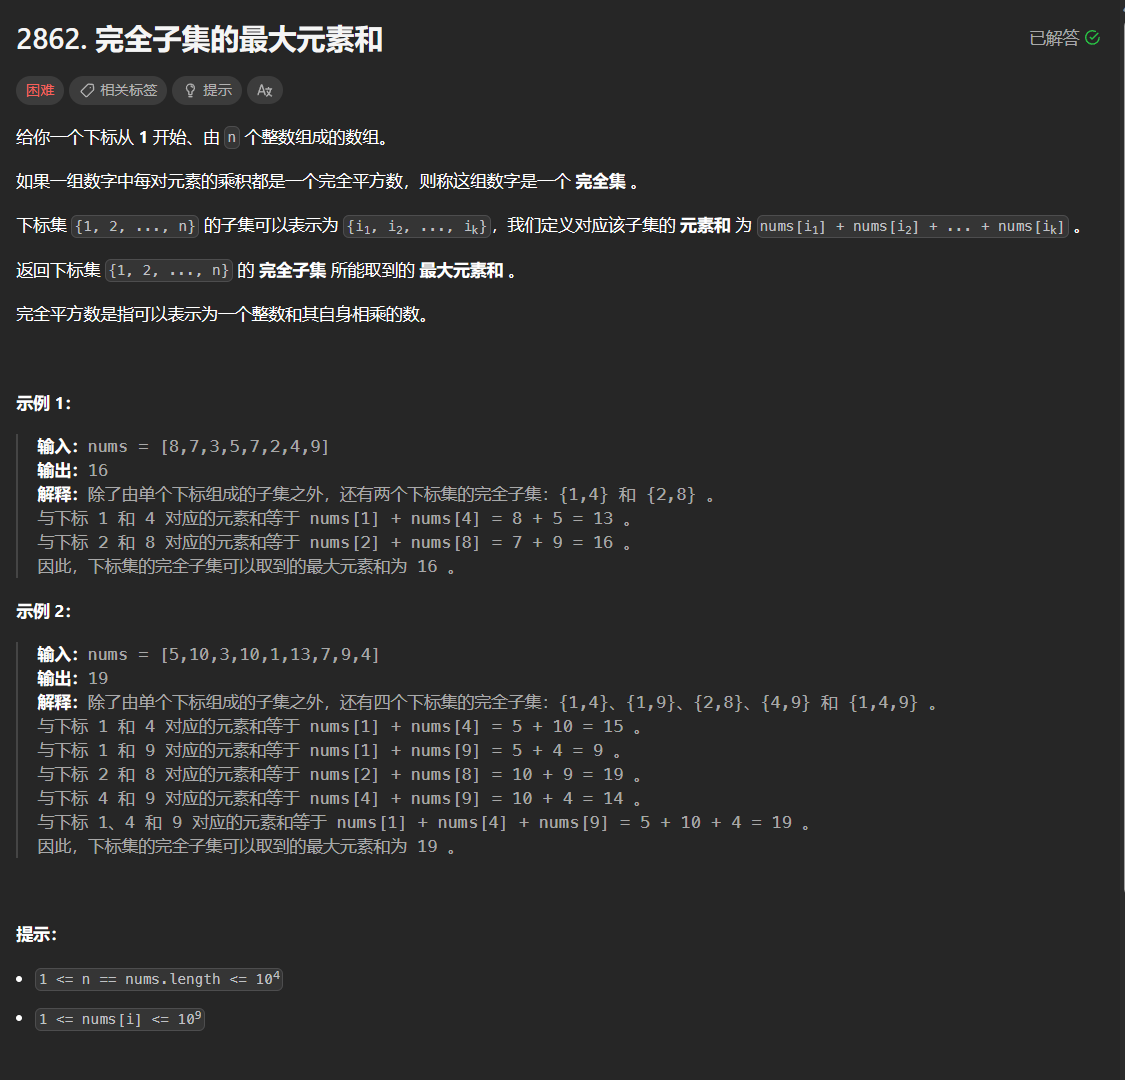 2862. 完全子集的最大元素和
已解答
困难 相关标签 提示
给你一个下标从 1 开始、由 n 个整数组成的数组。
如果一组数字中每对元素的乘积都是一个完全平方数，则称这组数字是一个 完全集 。
下标集 {1, 2, ..., n} 的子集可以表示为 {i1, i2, ..., ik}，我们定义对应该子集的 元素和 为 nums[i1] + nums[i2] + ... + nums[ik] 。
返回下标集 {1, 2, ..., n} 的 完全子集 所能取到的 最大元素和 。
完全平方数是指可以表示为一个整数和其自身相乘的数。
示例 1：
输入：nums = [8,7,3,5,7,2,4,9]
输出：16
解释：除了由单个下标组成的子集之外，还有两个下标集的完全子集：{1,4} 和 {2,8} 。
与下标 1 和 4 对应的元素和等于 nums[1] + nums[4] = 8 + 5 = 13 。
与下标 2 和 8 对应的元素和等于 nums[2] + nums[8] = 7 + 9 = 16 。
因此，下标集的完全子集可以取到的最大元素和为 16 。
示例 2：
输入：nums = [5,10,3,10,1,13,7,9,4]
输出：19
解释：除了由单个下标组成的子集之外，还有四个下标集的完全子集：{1,4}、{1,9}、{2,8}、{4,9} 和 {1,4,9} 。
与下标 1 和 4 对应的元素和等于 nums[1] + nums[4] = 5 + 10 = 15 。
与下标 1 和 9 对应的元素和等于 nums[1] + nums[9] = 5 + 4 = 9 。
与下标 2 和 8 对应的元素和等于 nums[2] + nums[8] = 10 + 9 = 19 。
与下标 4 和 9 对应的元素和等于 nums[4] + nums[9] = 10 + 4 = 14 。
与下标 1、4 和 9 对应的元素和等于 nums[1] + nums[4] + nums[9] = 5 + 10 + 4 = 19 。
因此，下标集的完全子集可以取到的最大元素和为 19 。
提示：
1 <= n == nums.length <= 10⁴
1 <= nums[i] <= 10⁹